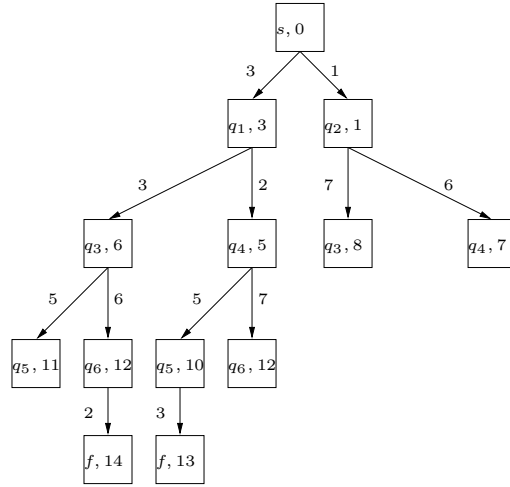 s, 0
3 1
q₁, 3 q₂, 1
3 2 7 6
q₃, 6 q₄, 5 q₃, 8 q₄, 7
5 6 5 7
q₅, 11 q₆, 12 q₅, 10 q₆, 12
2 3
f, 14 f, 13